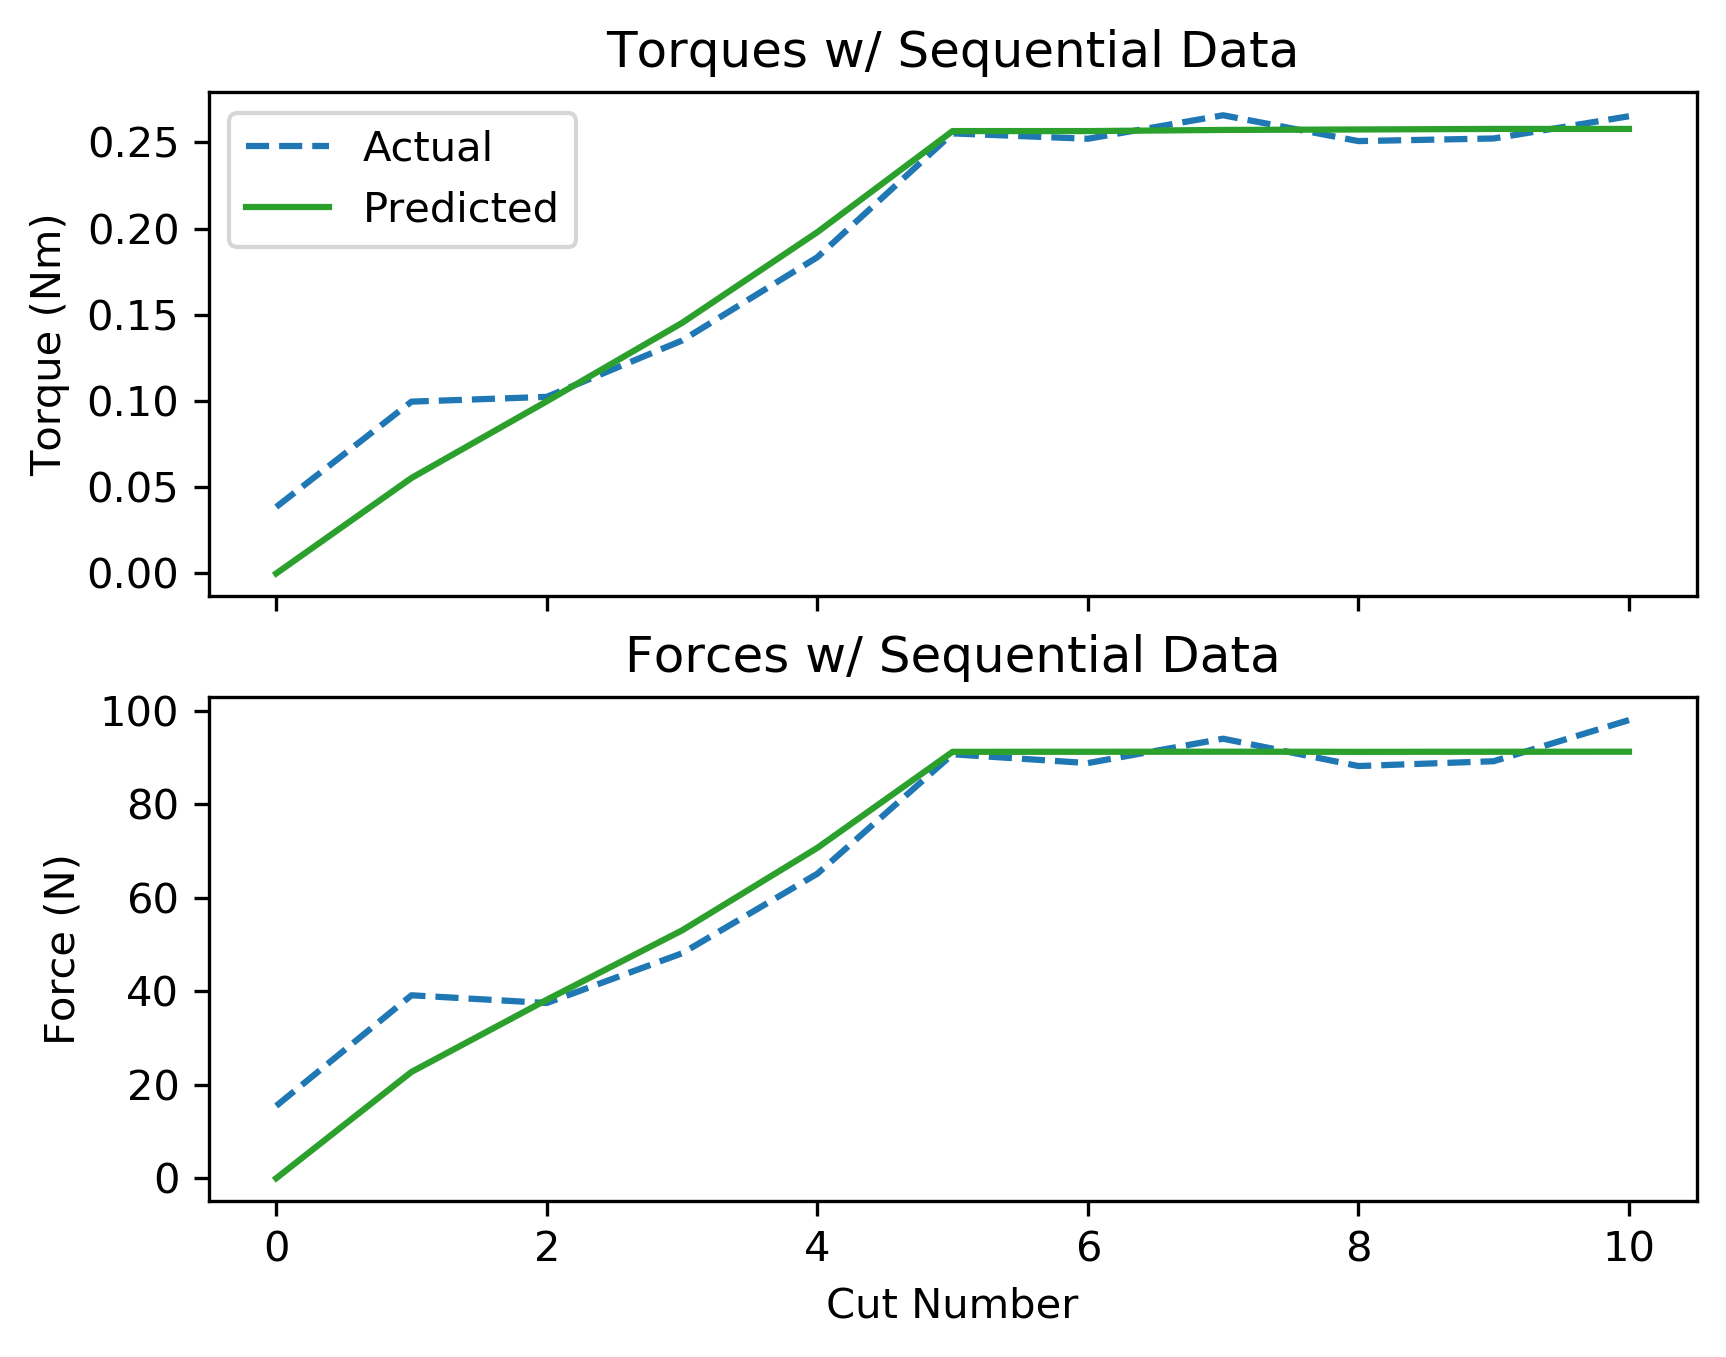 Torques w/ Sequential Data
Actual
Predicted
0.25
0.20
0.15
0.10
0.05
0.00
Torque (Nm)
Forces w/ Sequential Data
100
80
60
40
20
0
Force (N)
0 2 4 6 8 10
Cut Number